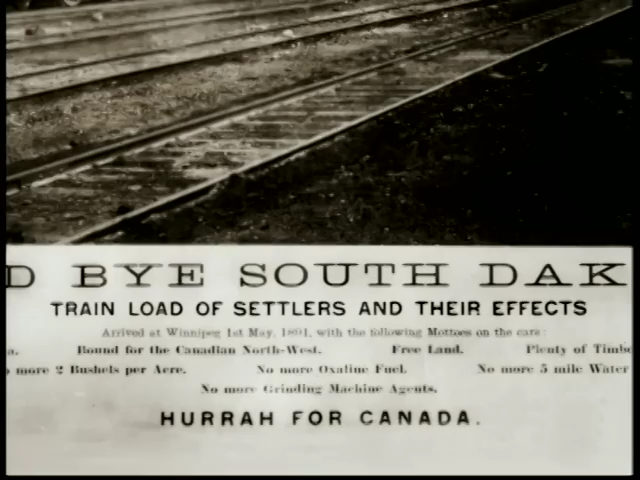 D BYE SOUTH DAK
TRAIN LOAD OF SETTLERS AND THEIR EFFECTS
Arrived at Winnipeg 1st May, 1891, with the following Mottoes on the cars:
a. Bound for the Canadian North-West. Free Land. Plenty of Timbe
o more 2 Bushels per Acre. No more Oxaline Fuel. No more 5 mile Water
No more Grinding Machine Agents.
HURRAH FOR CANADA.